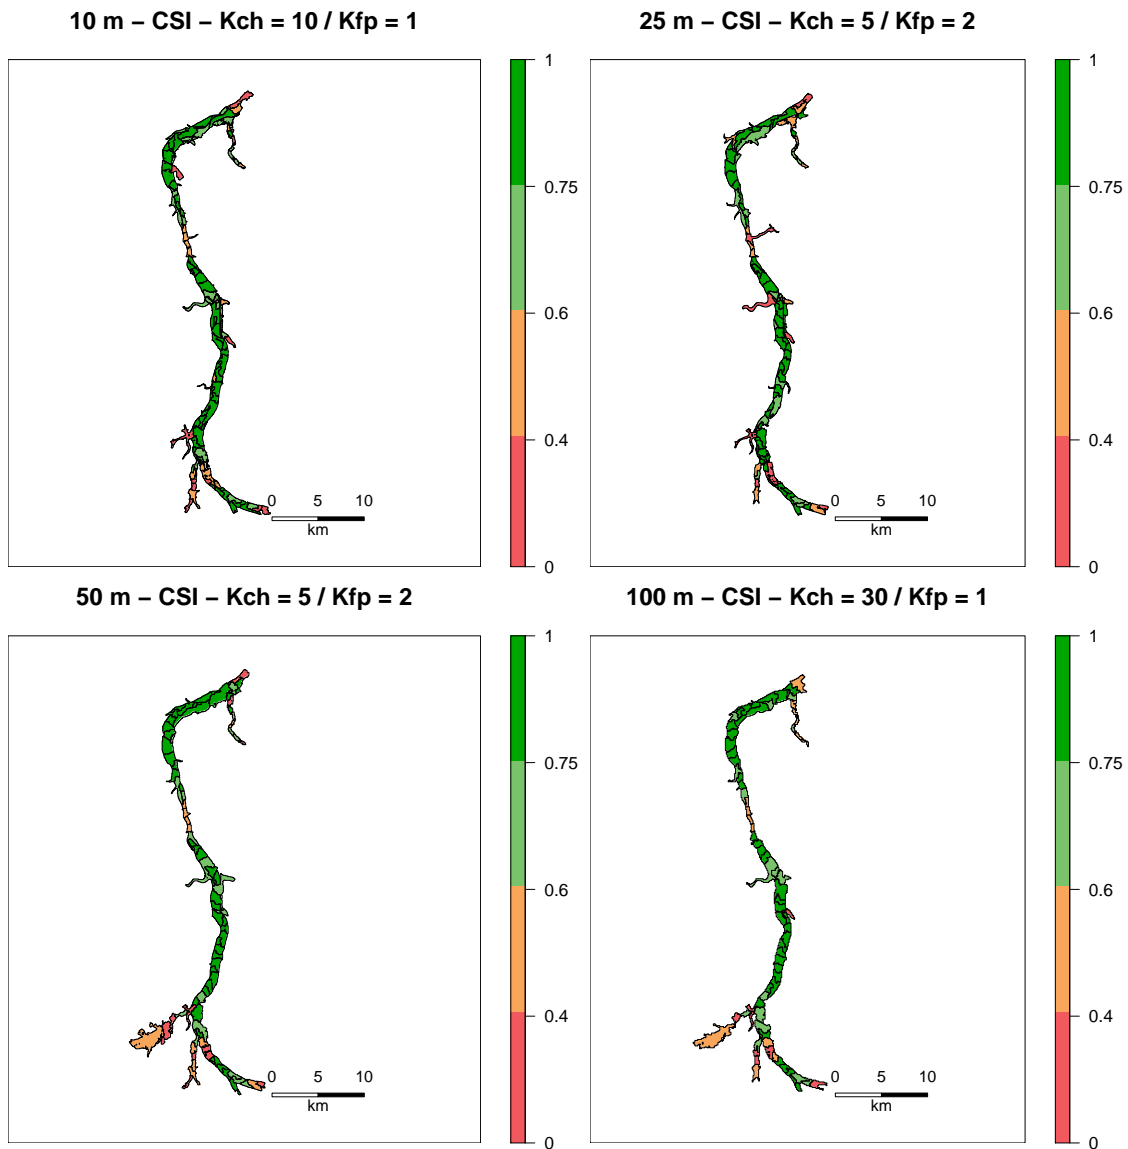 10 m − CSI − Kch = 10 / Kfp = 1
1
0.75
0.6
0.4
0
0 5 10
km
25 m − CSI − Kch = 5 / Kfp = 2
1
0.75
0.6
0.4
0
0 5 10
km
50 m − CSI − Kch = 5 / Kfp = 2
1
0.75
0.6
0.4
0
0 5 10
km
100 m − CSI − Kch = 30 / Kfp = 1
1
0.75
0.6
0.4
0
0 5 10
km